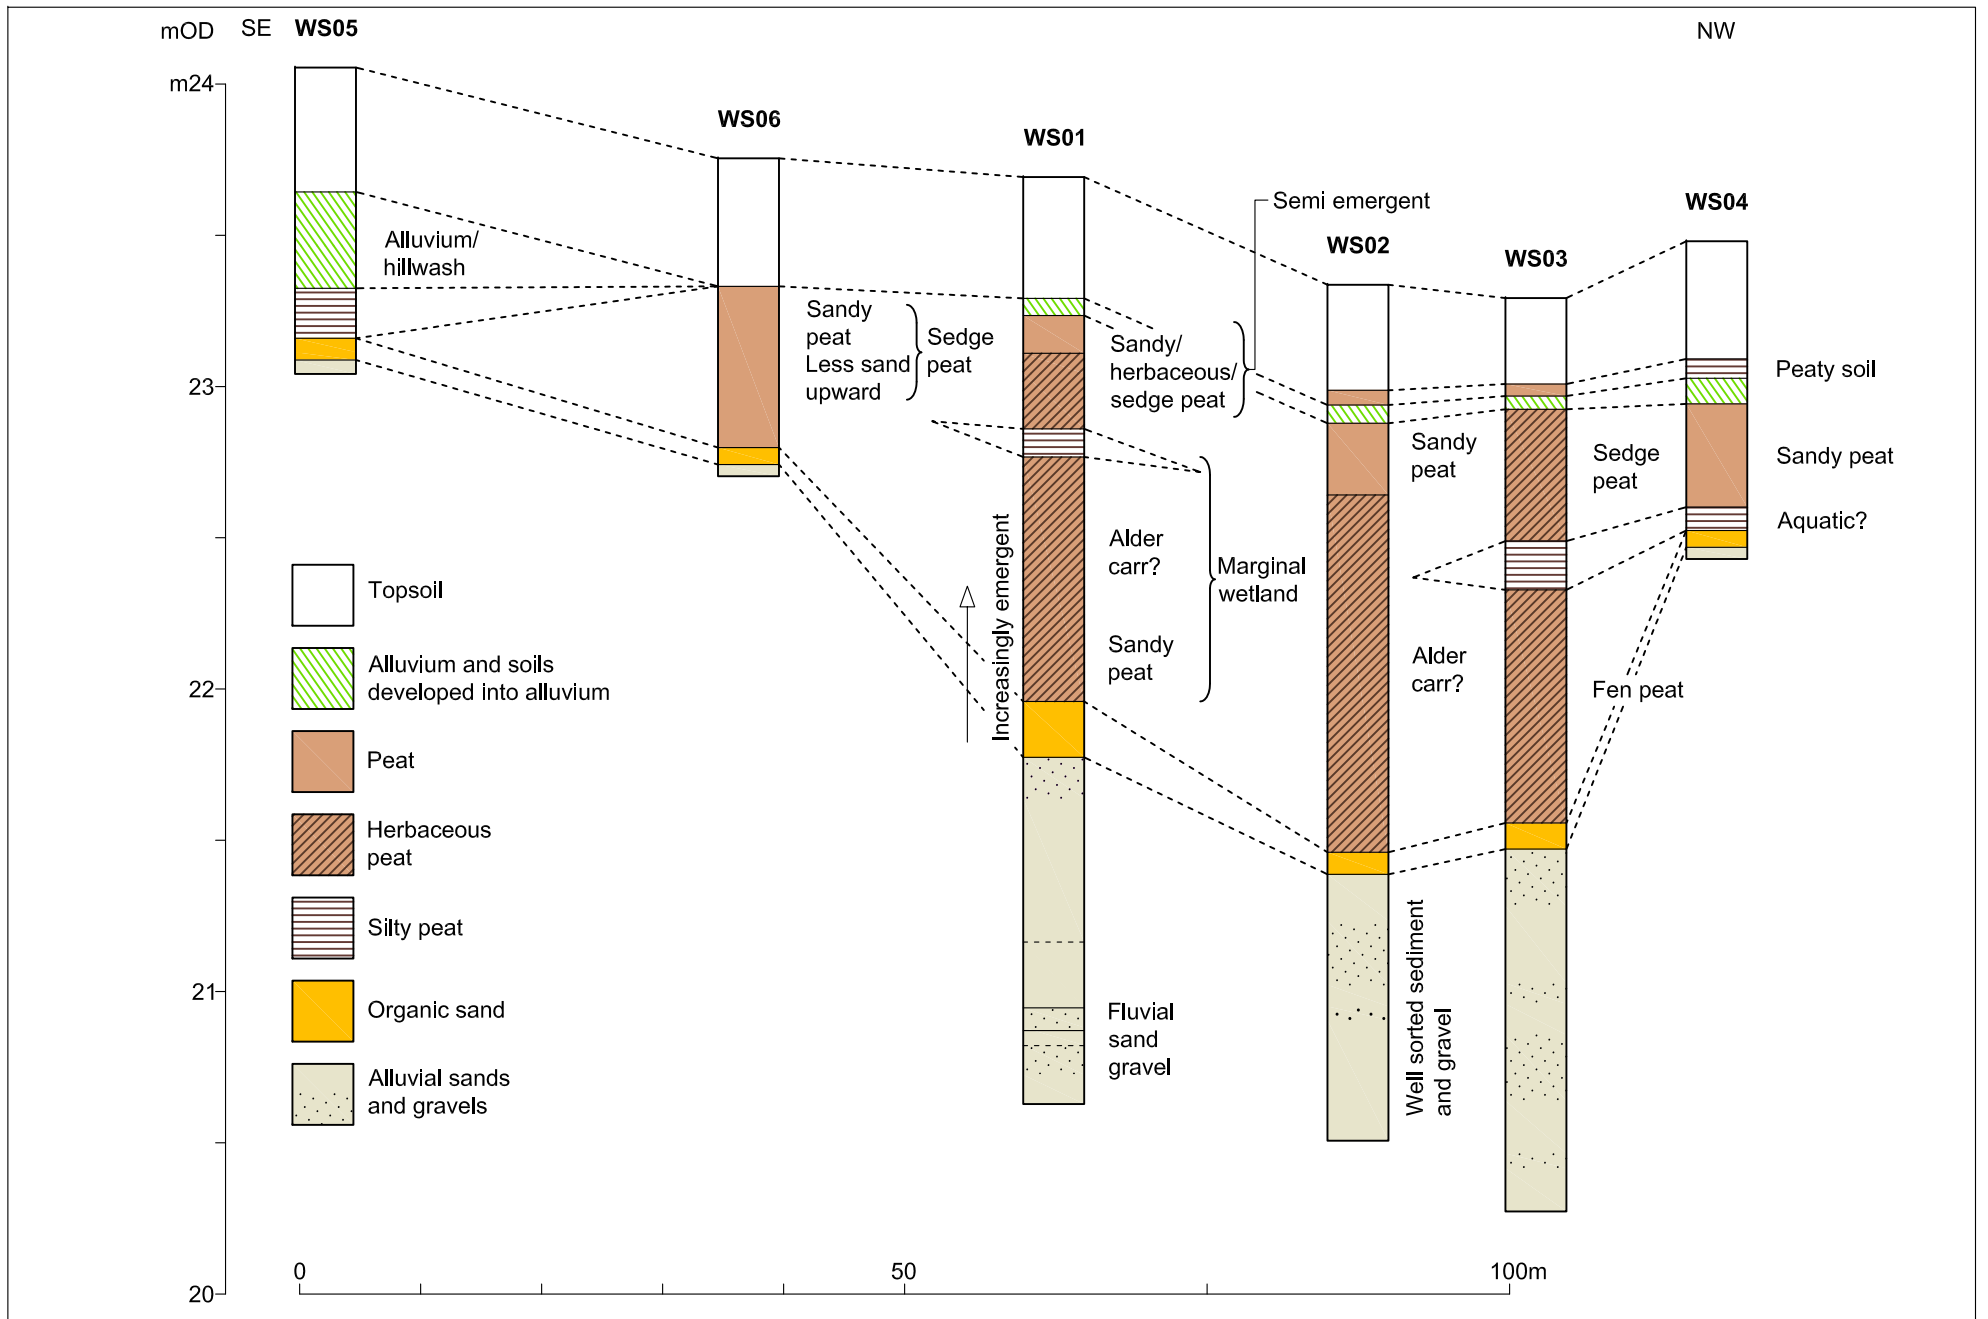 mOD
SE
WS05
NW
m24
WS06
WS01
Semi emergent
WS04
WS02
WS03
Alluvium/
hillwash
Sandy
peat
Less sand
upward
Sedge
peat
Sandy/
herbaceous/
sedge peat
Peaty soil
23
Sandy
peat
Sedge
peat
Sandy peat
Aquatic?
Increasingly emergent
Alder
carr?
Marginal
wetland
Sandy
peat
Alder
carr?
Fen peat
22
Topsoil
Alluvium and soils
developed into alluvium
Peat
Herbaceous
peat
Silty peat
Organic sand
Alluvial sands
and gravels
21
Fluvial
sand
gravel
Well sorted sediment
and gravel
20
0
50
100m